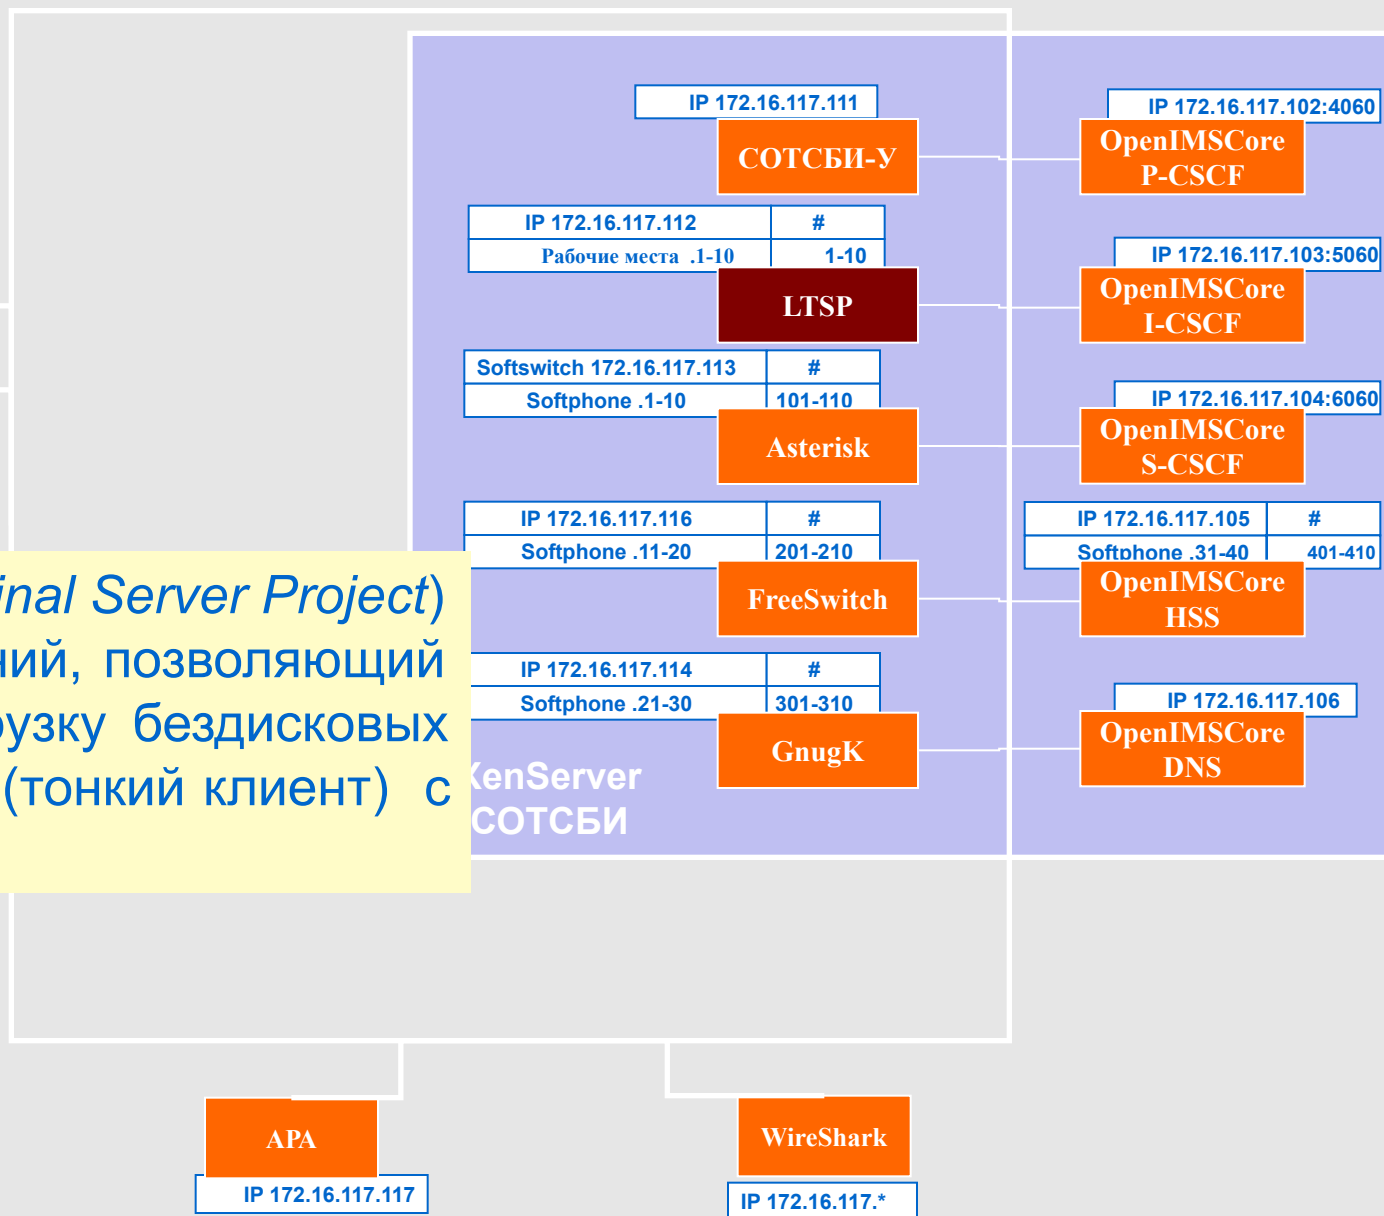 IP 172.16.117.111
СОТСБИ-У
IP 172.16.117.102:4060
OpenIMSCore
P-CSCF
IP 172.16.117.112 #
Рабочие места .1-10 1-10
LTSP
IP 172.16.117.103:5060
OpenIMSCore
I-CSCF
Softswitch 172.16.117.113 #
Softphone .1-10 101-110
Asterisk
IP 172.16.117.104:6060
OpenIMSCore
S-CSCF
IP 172.16.117.116 #
Softphone .11-20 201-210
FreeSwitch
IP 172.16.117.105 #
Softphone .31-40 401-410
OpenIMSCore
HSS
IP 172.16.117.114 #
Softphone .21-30 301-310
GnugK
IP 172.16.117.106
OpenIMSCore
DNS
inal Server Project)
ний, позволяющий
рузку бездисковых
(тонкий клиент) с
XenServer
СОТСБИ
APA
IP 172.16.117.117
WireShark
IP 172.16.117.*